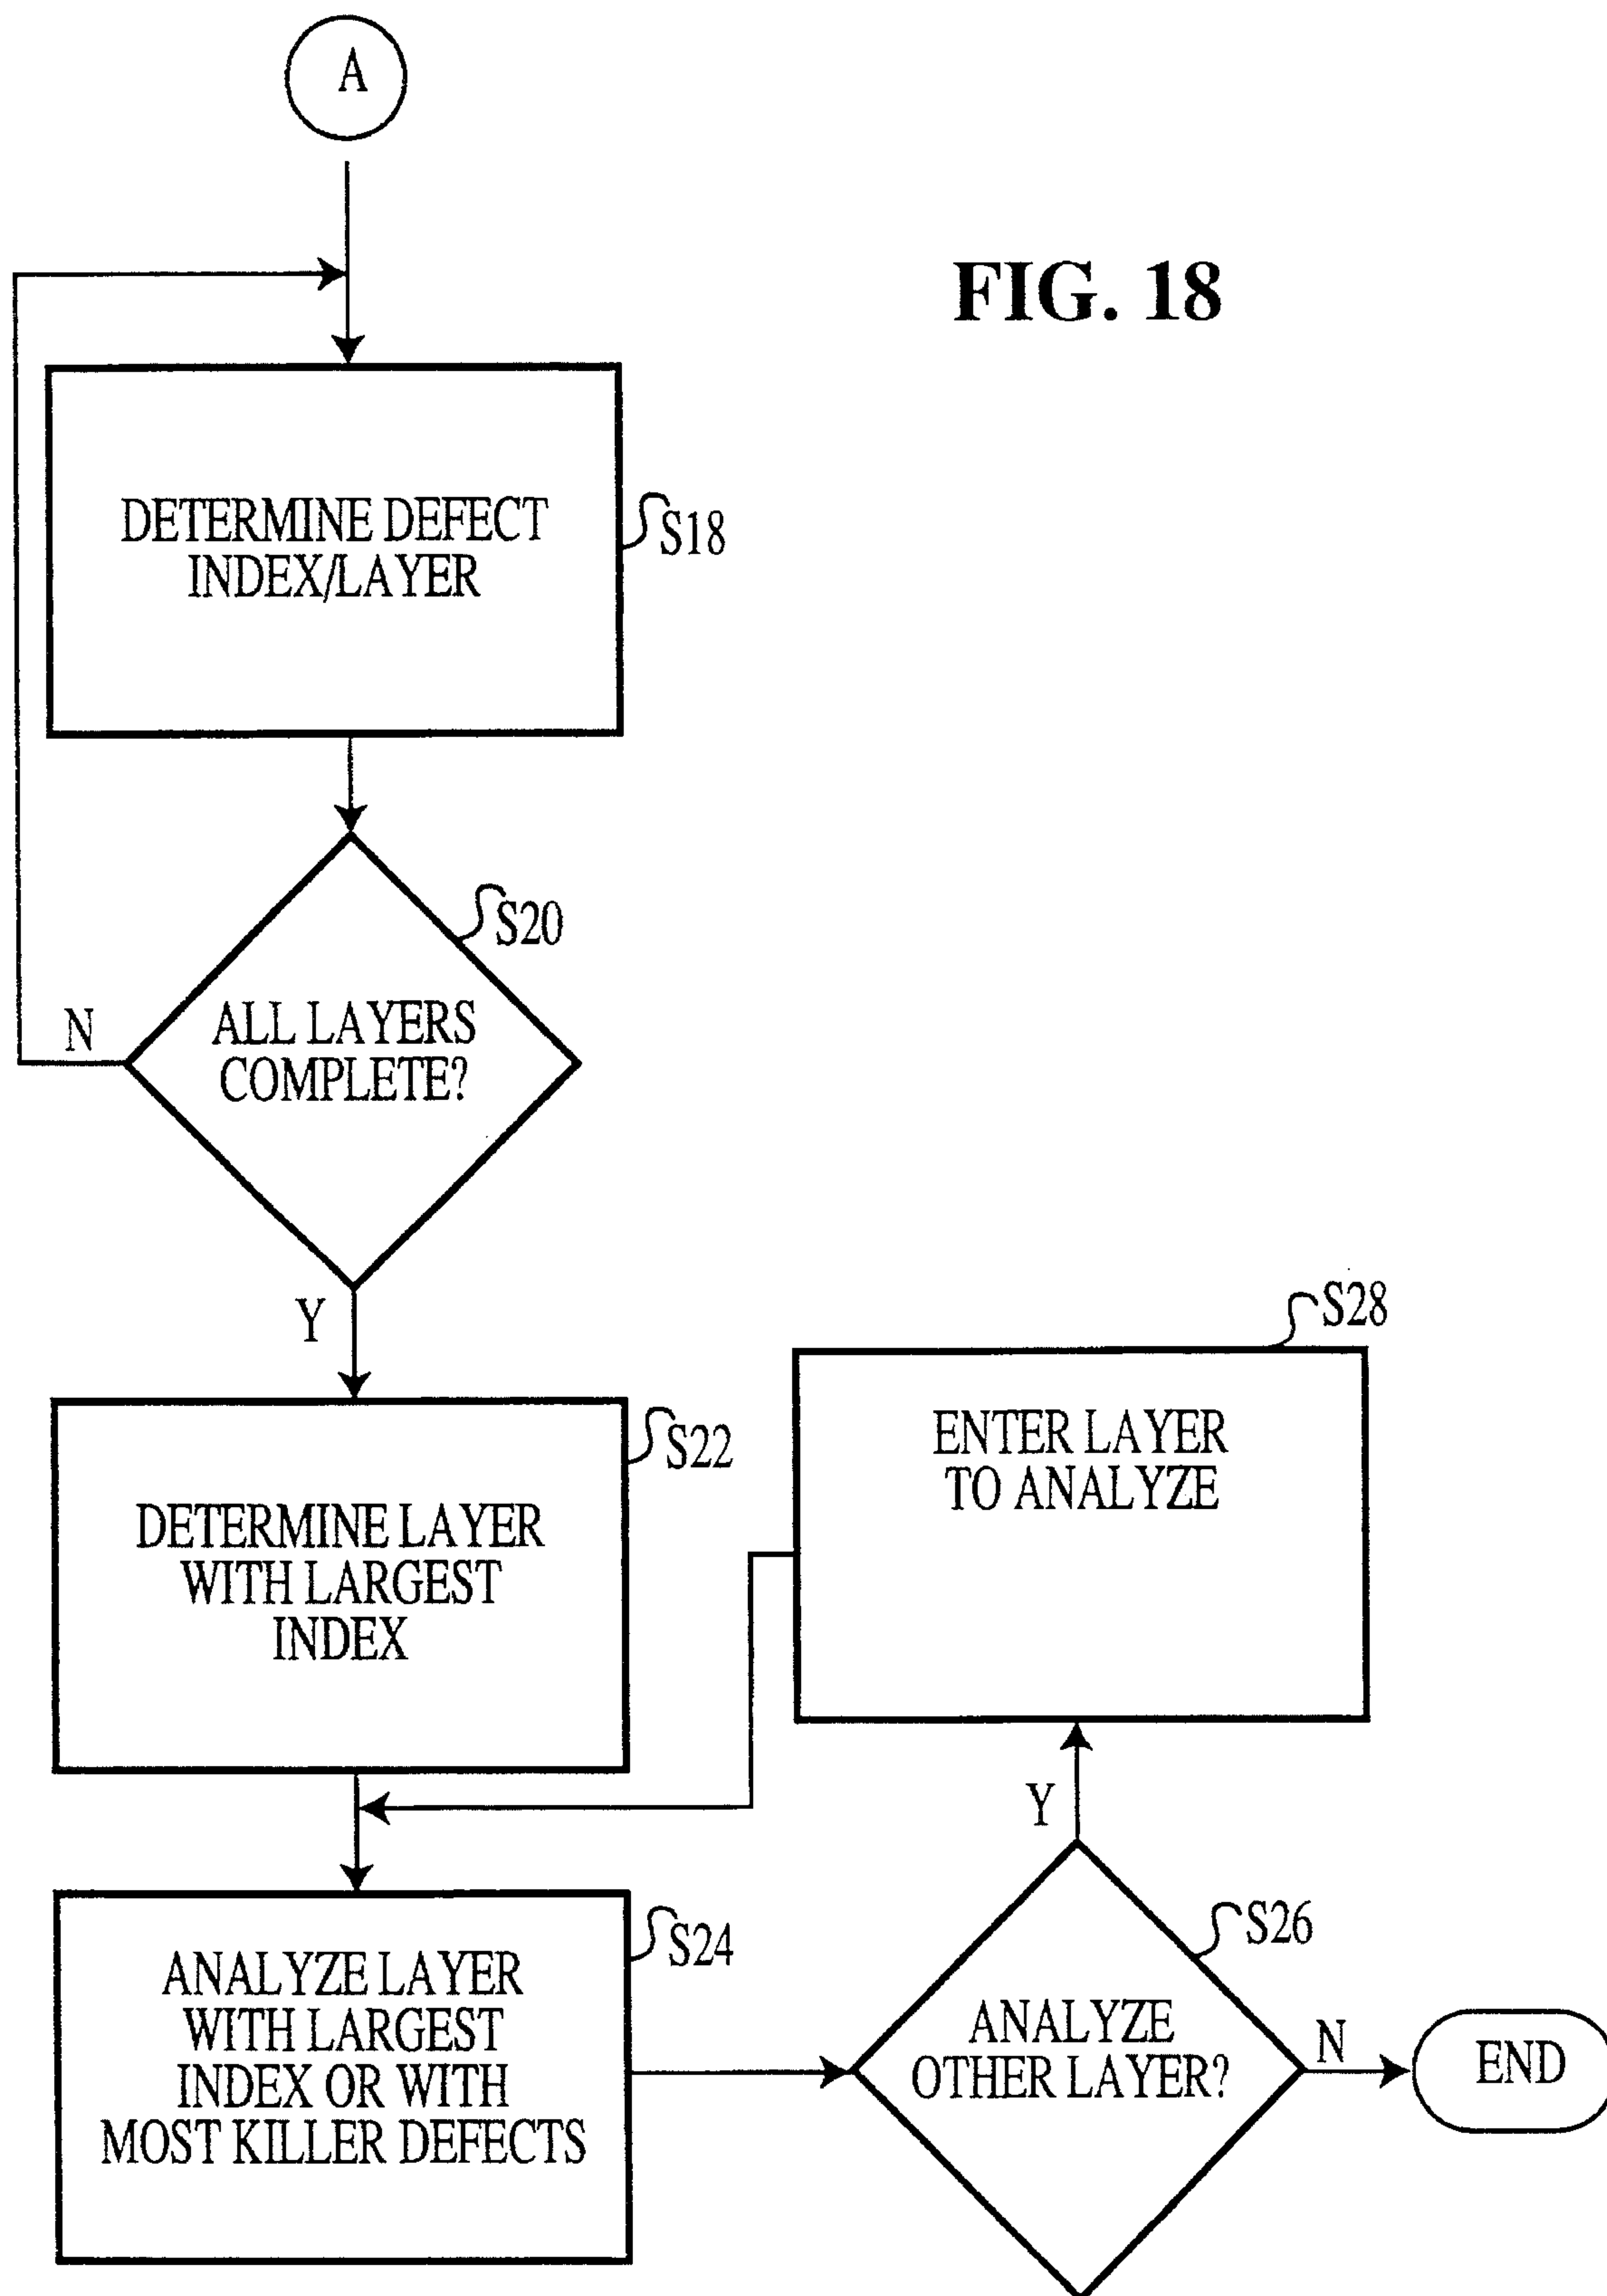 A
FIG. 18
DETERMINE DEFECT
INDEX/LAYER
S18
S20
ALL LAYERS
COMPLETE?
N
Y
S22
DETERMINE LAYER
WITH LARGEST
INDEX
S28
ENTER LAYER
TO ANALYZE
Y
S24
ANALYZE LAYER
WITH LARGEST
INDEX OR WITH
MOST KILLER DEFECTS
S26
ANALYZE
OTHER LAYER?
N
END